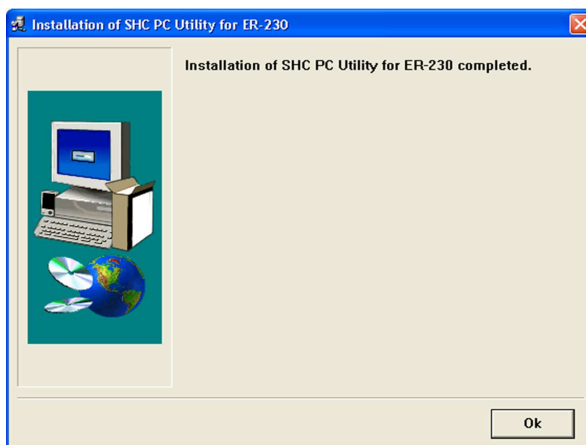 Installation of SHC PC Utility for ER-230
Installation of SHC PC Utility for ER-230 completed.
Ok